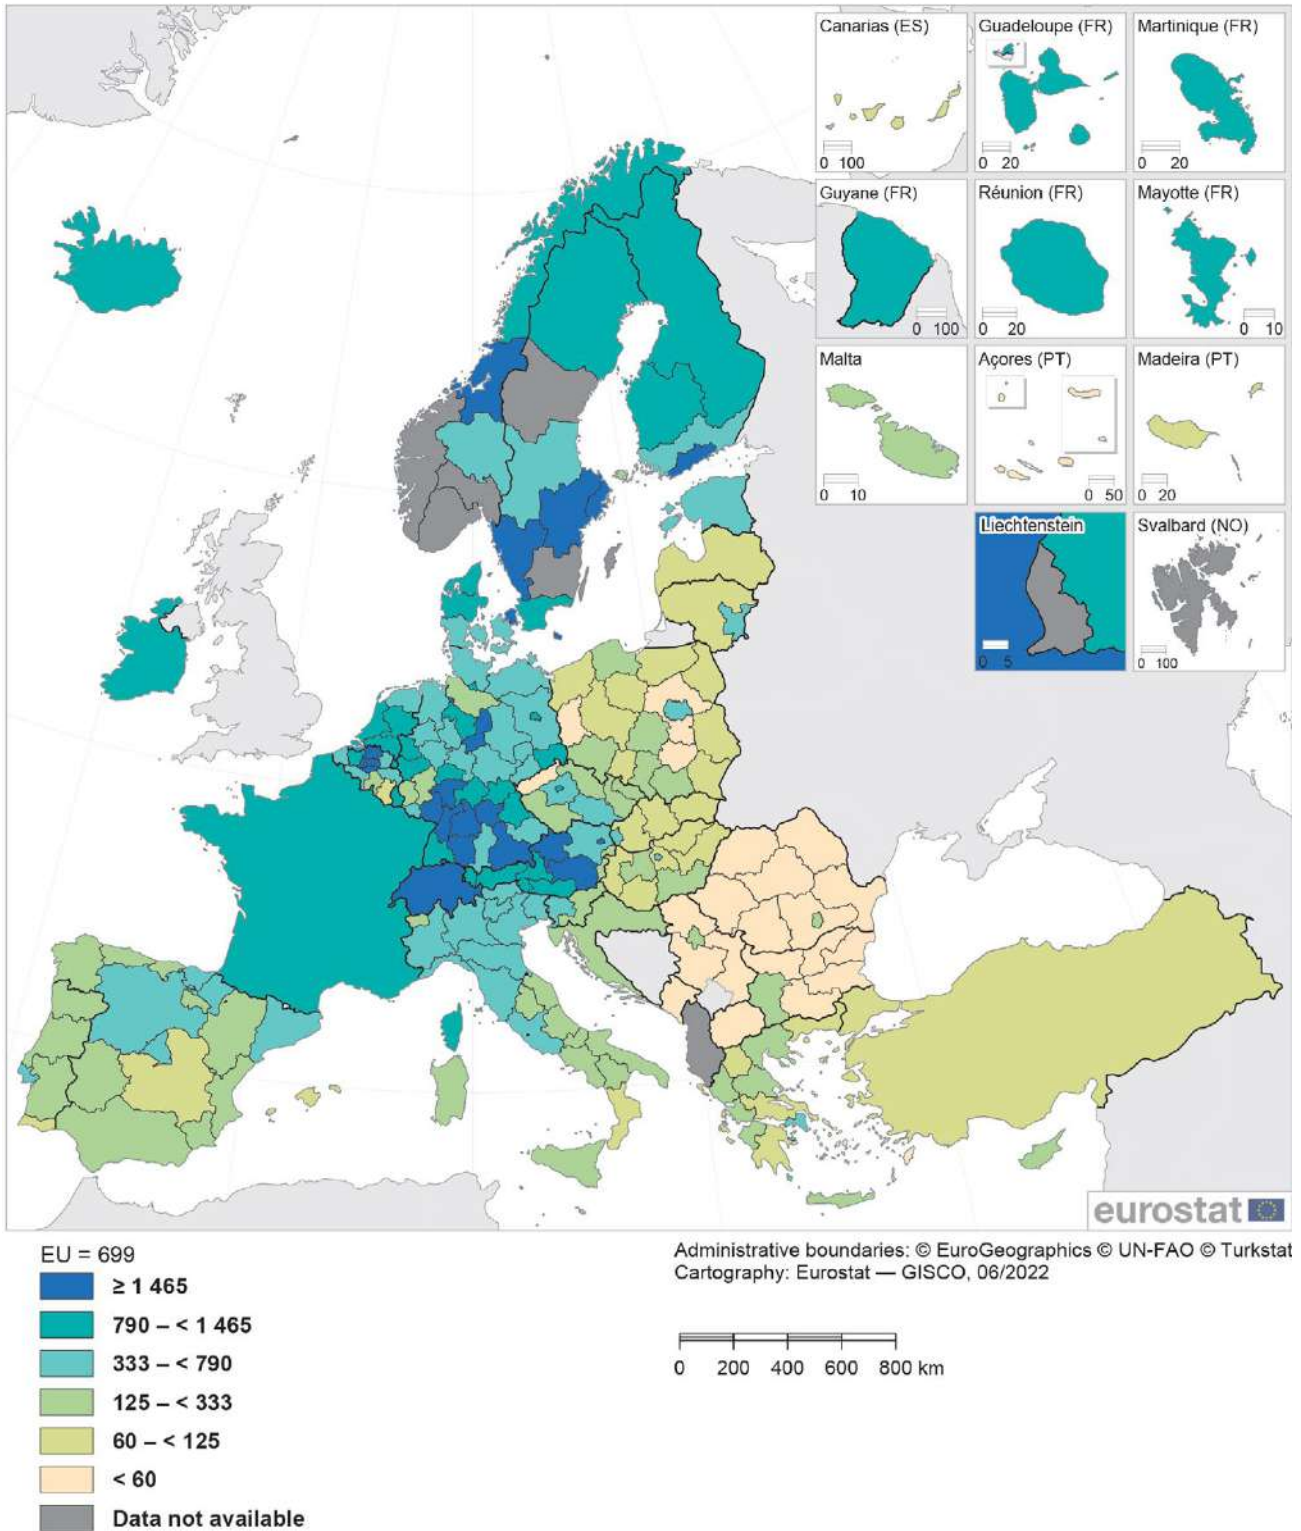 Canarias (ES)
0 100
Guadeloupe (FR)
0 20
Martinique (FR)
0 20
Guyane (FR)
0 100
Réunion (FR)
0 20
Mayotte (FR)
0 10
Malta
0 10
Açores (PT)
0 50
Madeira (PT)
0 20
Liechtenstein
0 5
Svalbard (NO)
0 100
eurostat
EU = 699
≥ 1 465
790 – < 1 465
333 – < 790
125 – < 333
60 – < 125
< 60
Data not available
Administrative boundaries: © EuroGeographics © UN-FAO © Turkstat
Cartography: Eurostat — GISCO, 06/2022
0 200 400 600 800 km